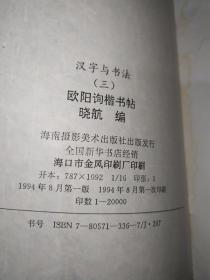 汉字与书法
(三)
欧阳询楷书帖
晓航 编
海南摄影美术出版社出版发行
全国新华书店经销
海口市金凤印刷厂印刷
开本：787×1092 1/16 印张：3
1994年8月第一版 1994年8月第一次印刷
印数 1—20000
书号 ISBN7—80571—336—7/J·207